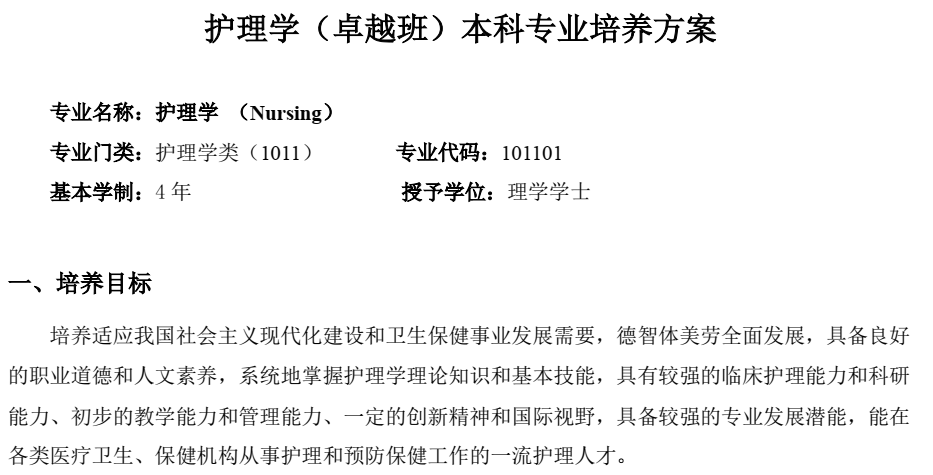 护理学（卓越班）本科专业培养方案
专业名称：护理学 （Nursing）
专业门类：护理学类（1011） 专业代码：101101
基本学制：4 年 授予学位：理学学士
一、培养目标
培养适应我国社会主义现代化建设和卫生保健事业发展需要，德智体美劳全面发展，具备良好
的职业道德和人文素养，系统地掌握护理学理论知识和基本技能，具有较强的临床护理能力和科研
能力、初步的教学能力和管理能力、一定的创新精神和国际视野，具备较强的专业发展潜能，能在
各类医疗卫生、保健机构从事护理和预防保健工作的一流护理人才。